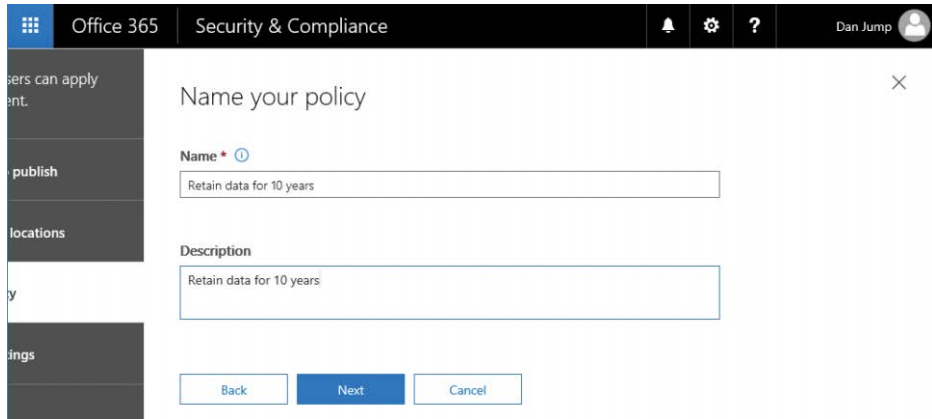 Office 365 Security & Compliance ? Dan Jump
sers can apply
ent.
publish
locations
y
ings
Name your policy
Name * i
Retain data for 10 years
Description
Retain data for 10 years
Back Next Cancel